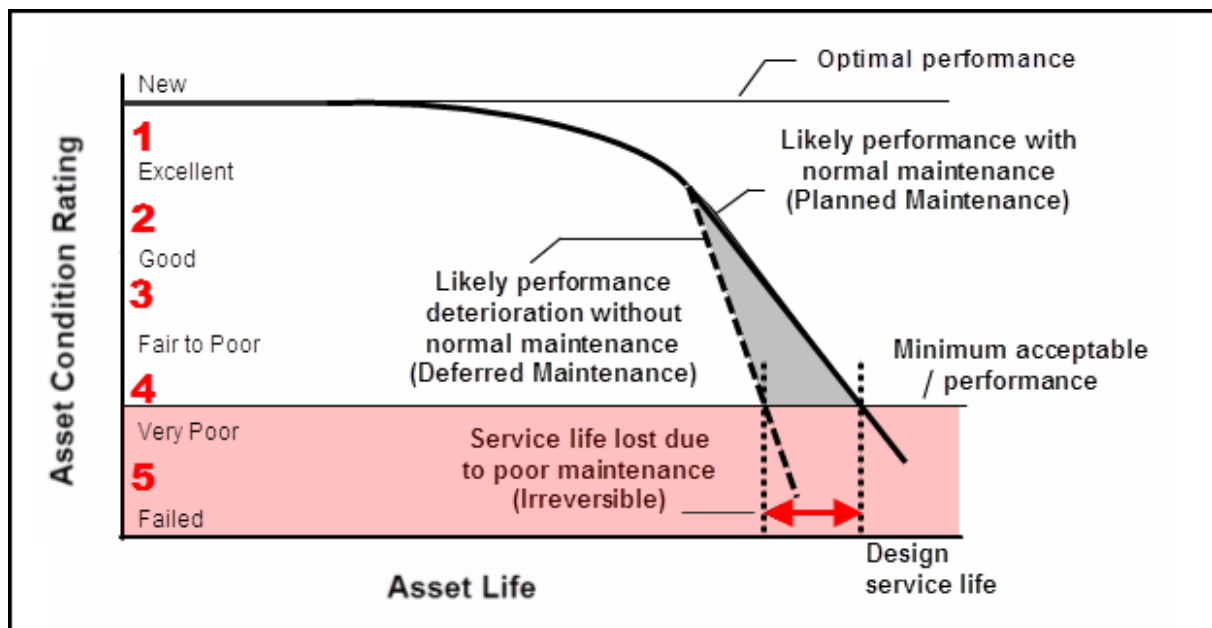 Optimal performance
New
1
Excellent
2
Good
3
Fair to Poor
4
Very Poor
5
Failed
Asset Condition Rating
Likely performance with
normal maintenance
(Planned Maintenance)
Likely performance
deterioration without
normal maintenance
(Deferred Maintenance)
Minimum acceptable
/ performance
Service life lost due
to poor maintenance
(Irreversible)
Design
service life
Asset Life